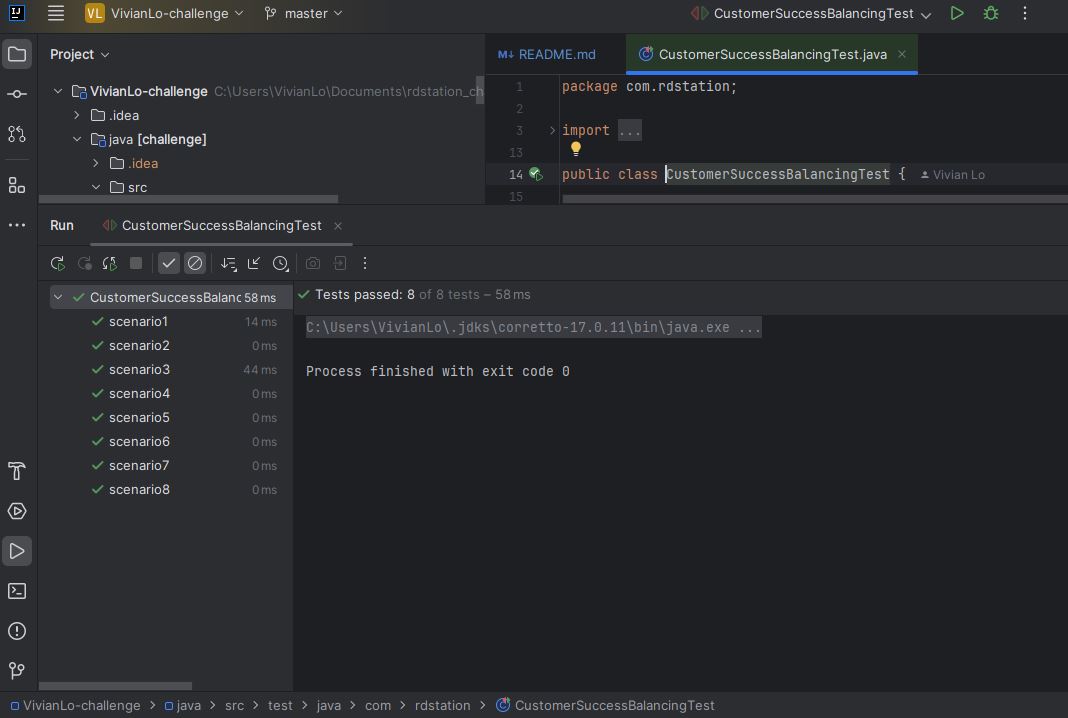 VL VivianLo-challenge master CustomerSuccessBalancingTest
Project
VivianLo-challenge C:\Users\VivianLo\Documents\rdstation_ch
.idea
java [challenge]
.idea
src
M↓ README.md CustomerSuccessBalancingTest.java
1 package com.rdstation;
2
3 import ...
13
14 public class CustomerSuccessBalancingTest { Vivian Lo
15
Run CustomerSuccessBalancingTest
CustomerSuccessBalanc 58 ms
scenario1 14 ms
scenario2 0 ms
scenario3 44 ms
scenario4 0 ms
scenario5 0 ms
scenario6 0 ms
scenario7 0 ms
scenario8 0 ms
Tests passed: 8 of 8 tests – 58 ms
C:\Users\VivianLo\.jdks\corretto-17.0.11\bin\java.exe ...
Process finished with exit code 0
VivianLo-challenge > java > src > test > java > com > rdstation > CustomerSuccessBalancingTest